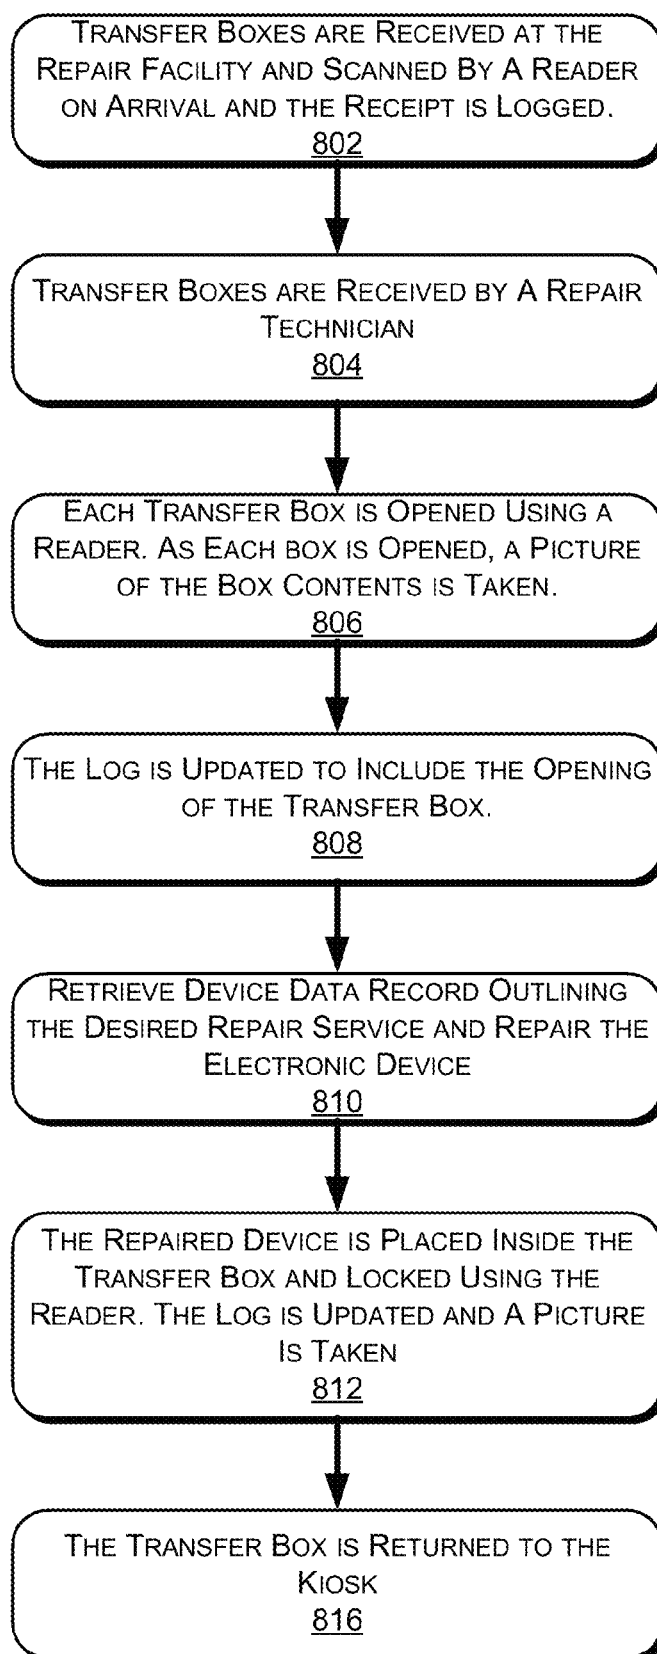 TRANSFER BOXES ARE RECEIVED AT THE
REPAIR FACILITY AND SCANNED BY A READER
ON ARRIVAL AND THE RECEIPT IS LOGGED.
802
TRANSFER BOXES ARE RECEIVED BY A REPAIR
TECHNICIAN
804
EACH TRANSFER BOX IS OPENED USING A
READER. AS EACH BOX IS OPENED, A PICTURE
OF THE BOX CONTENTS IS TAKEN.
806
THE LOG IS UPDATED TO INCLUDE THE OPENING
OF THE TRANSFER BOX.
808
RETRIEVE DEVICE DATA RECORD OUTLINING
THE DESIRED REPAIR SERVICE AND REPAIR THE
ELECTRONIC DEVICE
810
THE REPAIRED DEVICE IS PLACED INSIDE THE
TRANSFER BOX AND LOCKED USING THE
READER. THE LOG IS UPDATED AND A PICTURE
IS TAKEN
812
THE TRANSFER BOX IS RETURNED TO THE
KIOSK
816